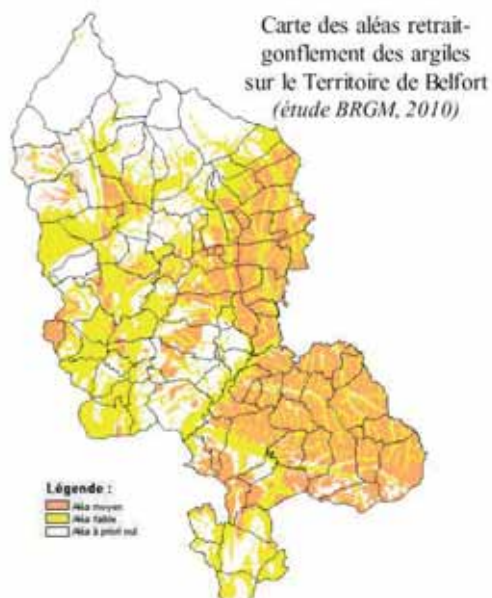 Carte des aléas retrait-
gonflement des argiles
sur le Territoire de Belfort
(étude BRGM, 2010)
Légende :
Aléa moyen
Aléa faible
Aléa à priori nul